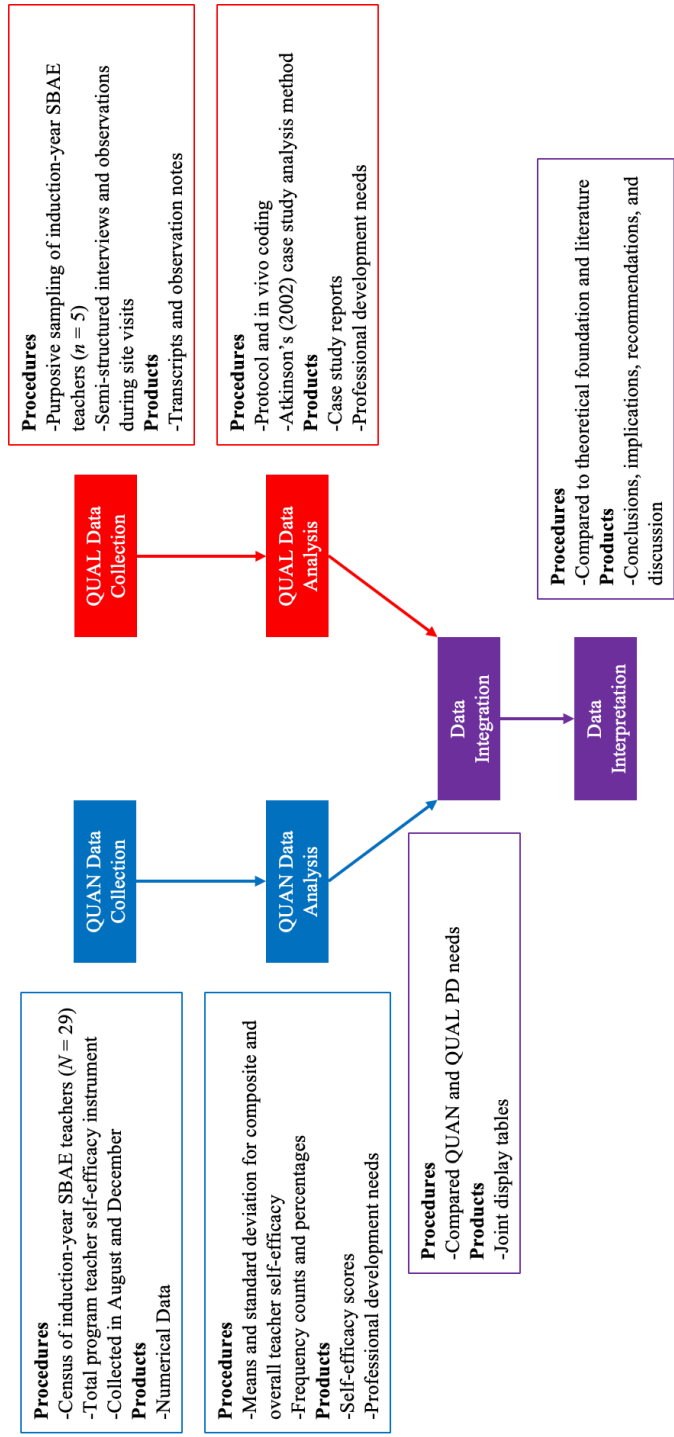 Procedures
-Census of induction-year SBAE teachers (N = 29)
-Total program teacher self-efficacy instrument
-Collected in August and December
Products
-Numerical Data
QUAN Data
Collection
QUAL Data
Collection
Procedures
-Purposive sampling of induction-year SBAE
teachers (n = 5)
-Semi-structured interviews and observations
during site visits
Products
-Transcripts and observation notes
Procedures
-Means and standard deviation for composite and
overall teacher self-efficacy
-Frequency counts and percentages
Products
-Self-efficacy scores
-Professional development needs
QUAN Data
Analysis
QUAL Data
Analysis
Procedures
-Protocol and in vivo coding
-Atkinson's (2002) case study analysis method
Products
-Case study reports
-Professional development needs
Procedures
-Compared QUAN and QUAL PD needs
Products
-Joint display tables
Data
Integration
Data
Interpretation
Procedures
-Compared to theoretical foundation and literature
Products
-Conclusions, implications, recommendations, and
discussion